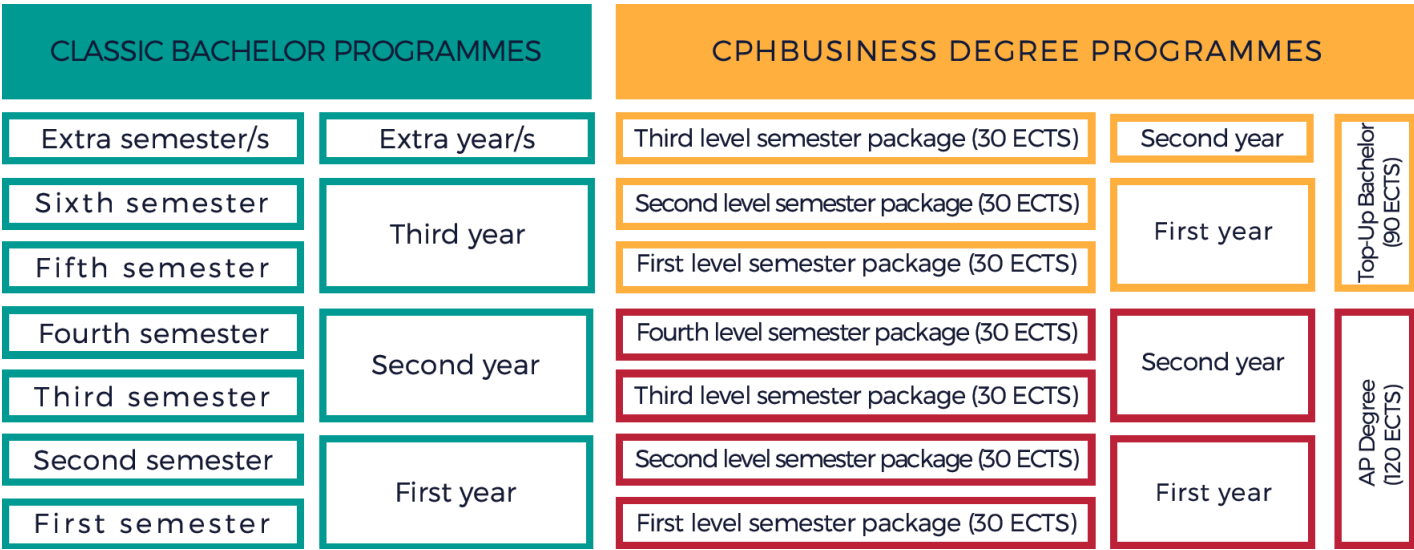 CLASSIC BACHELOR PROGRAMMES
CPHBUSINESS DEGREE PROGRAMMES
Extra semester/s
Extra year/s
Third level semester package (30 ECTS)
Second year
Top-Up Bachelor
(90 ECTS)
Sixth semester
Third year
Second level semester package (30 ECTS)
First year
Fifth semester
First level semester package (30 ECTS)
Fourth semester
Second year
Fourth level semester package (30 ECTS)
Second year
AP Degree
(120 ECTS)
Third semester
Third level semester package (30 ECTS)
Second semester
First year
Second level semester package (30 ECTS)
First year
First semester
First level semester package (30 ECTS)